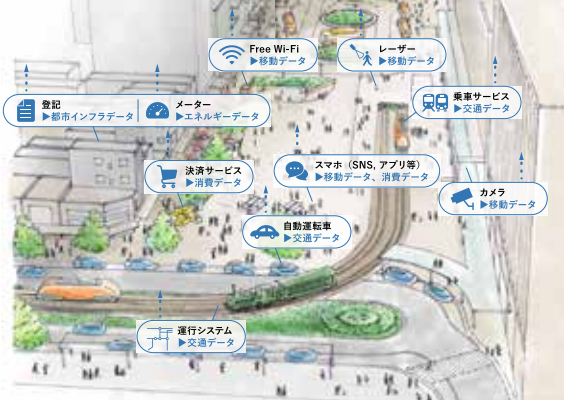 Free Wi-Fi
▶移動データ
レーザー
▶移動データ
登記
▶都市インフラデータ
メーター
▶エネルギーデータ
乗車サービス
▶交通データ
決済サービス
▶消費データ
スマホ（SNS, アプリ等）
▶移動データ、消費データ
カメラ
▶移動データ
自動運転車
▶交通データ
運行システム
▶交通データ